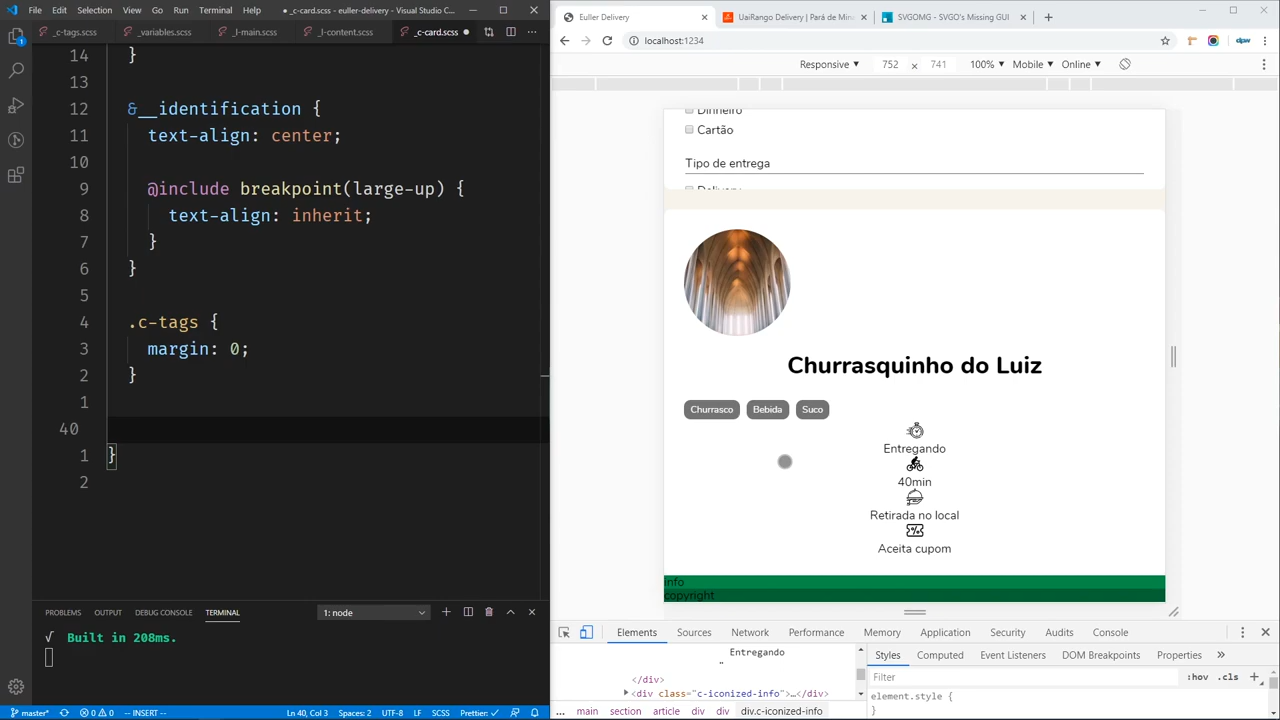 File Edit Selection View Go Run Terminal ● _c-card.scss - euller-delivery - Visual Studio C...
_c-tags.scss _variables.scss _l-main.scss _l-content.scss _c-card.scss ● ...
14 }
13
12 &__identification {
11 text-align: center;
10
9 @include breakpoint(large-up) {
8 text-align: inherit;
7 }
6 }
5
4 .c-tags {
3 margin: 0;
2 }
1
40
1 }
2
PROBLEMS OUTPUT DEBUG CONSOLE TERMINAL 1: node
√ Built in 208ms.
master* 0 0 -- INSERT -- Ln 40, Col 3 Spaces: 2 UTF-8 LF SCSS Prettier: ✓
Euller Delivery UaiRango Delivery | Pará de Min SVGOMG - SVGO's Missing GUI
localhost:1234
Responsive 752 × 741 100% Mobile Online
Dinheiro
Cartão
Tipo de entrega
Delivery
Churrasquinho do Luiz
Churrasco Bebida Suco
Entregando
40min
Retirada no local
Aceita cupom
info
copyright
Elements Sources Network Performance Memory Application Security Audits Console
Entregando
"
</div>
<div class="c-iconized-info">…</div>
... main section article div div div.c-iconized-info
Styles Computed Event Listeners DOM Breakpoints Properties »
Filter :hov .cls +
element.style {
}